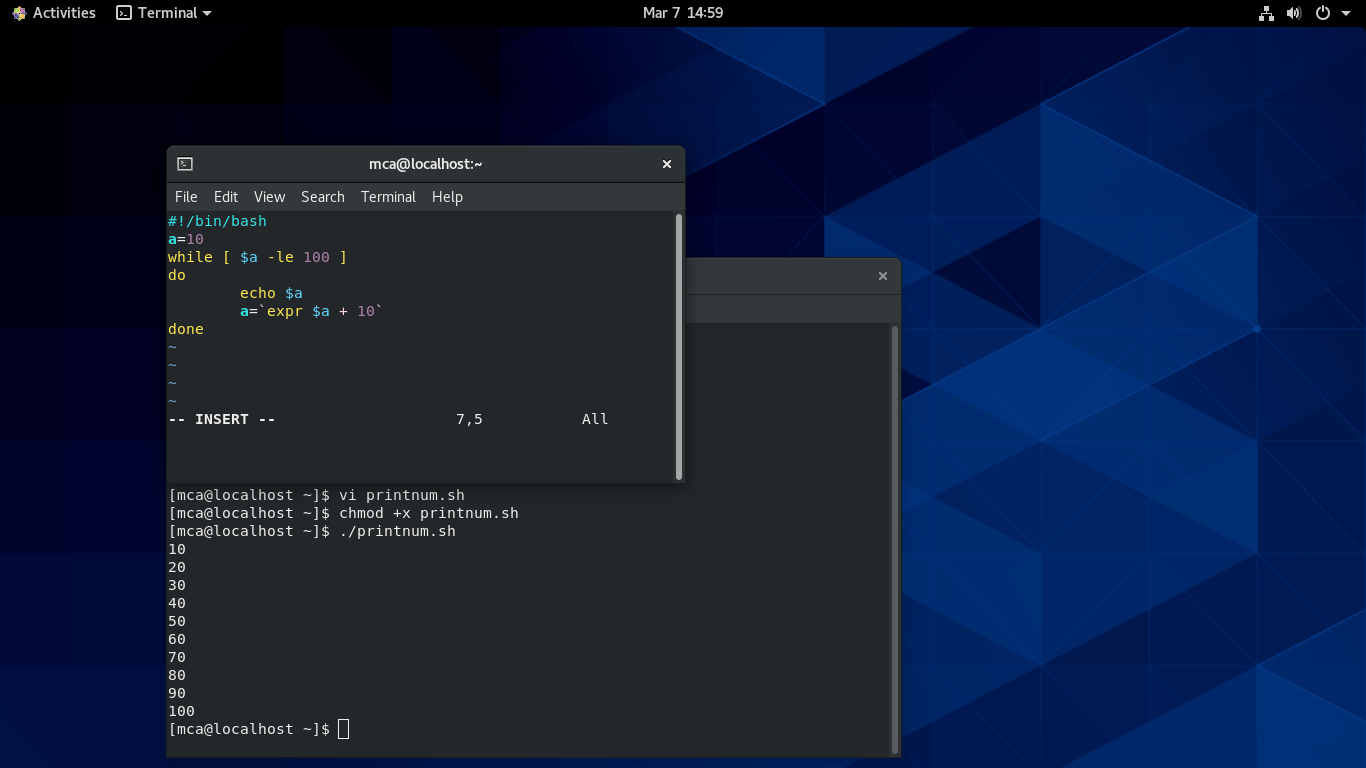 Activities Terminal Mar 7 14:59
mca@localhost:~
File Edit View Search Terminal Help
#!/bin/bash
a=10
while [ $a -le 100 ]
do
        echo $a
        a=`expr $a + 10`
done
~
~
~
~
-- INSERT -- 7,5 All
[mca@localhost ~]$ vi printnum.sh
[mca@localhost ~]$ chmod +x printnum.sh
[mca@localhost ~]$ ./printnum.sh
10
20
30
40
50
60
70
80
90
100
[mca@localhost ~]$